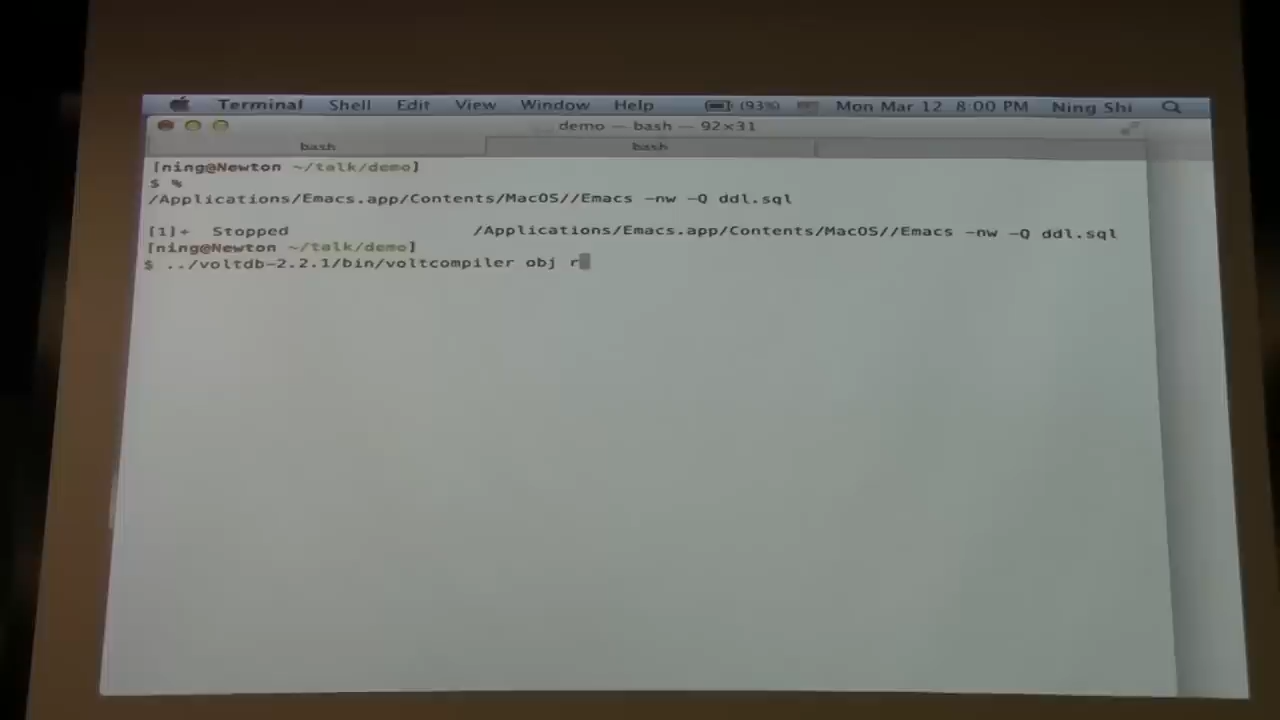 Terminal Shell Edit View Window Help (93%) Mon Mar 12 8:00 PM Ning Shi
demo — bash — 92×31
bash bash
[ning@Newton ~/talk/demo]
$ %
/Applications/Emacs.app/Contents/MacOS//Emacs -nw -Q ddl.sql
[1]+ Stopped /Applications/Emacs.app/Contents/MacOS//Emacs -nw -Q ddl.sql
[ning@Newton ~/talk/demo]
$ ../voltdb-2.2.1/bin/voltcompiler obj r